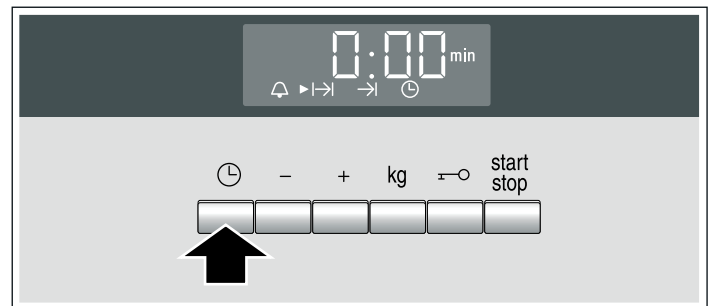 0:00 min
– + kg start
stop